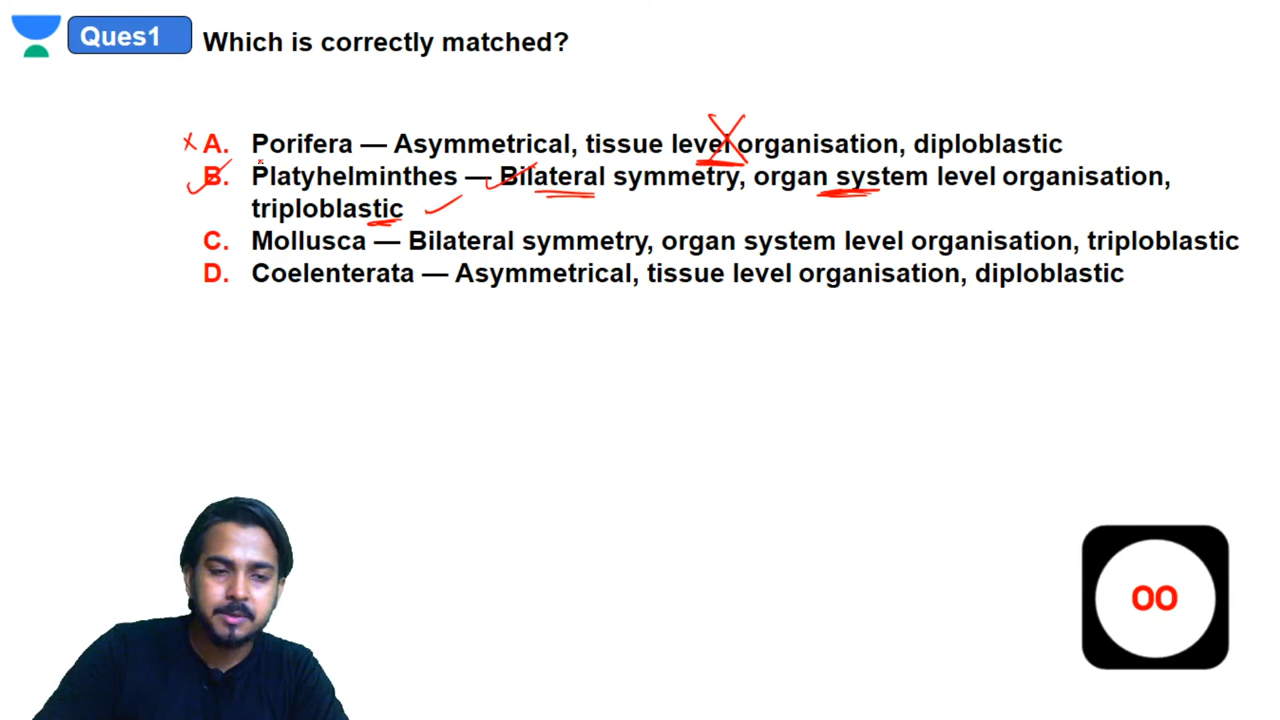 Ques1 Which is correctly matched?
A. Porifera — Asymmetrical, tissue level organisation, diploblastic
B. Platyhelminthes — Bilateral symmetry, organ system level organisation,
triploblastic
C. Mollusca — Bilateral symmetry, organ system level organisation, triploblastic
D. Coelenterata — Asymmetrical, tissue level organisation, diploblastic
00